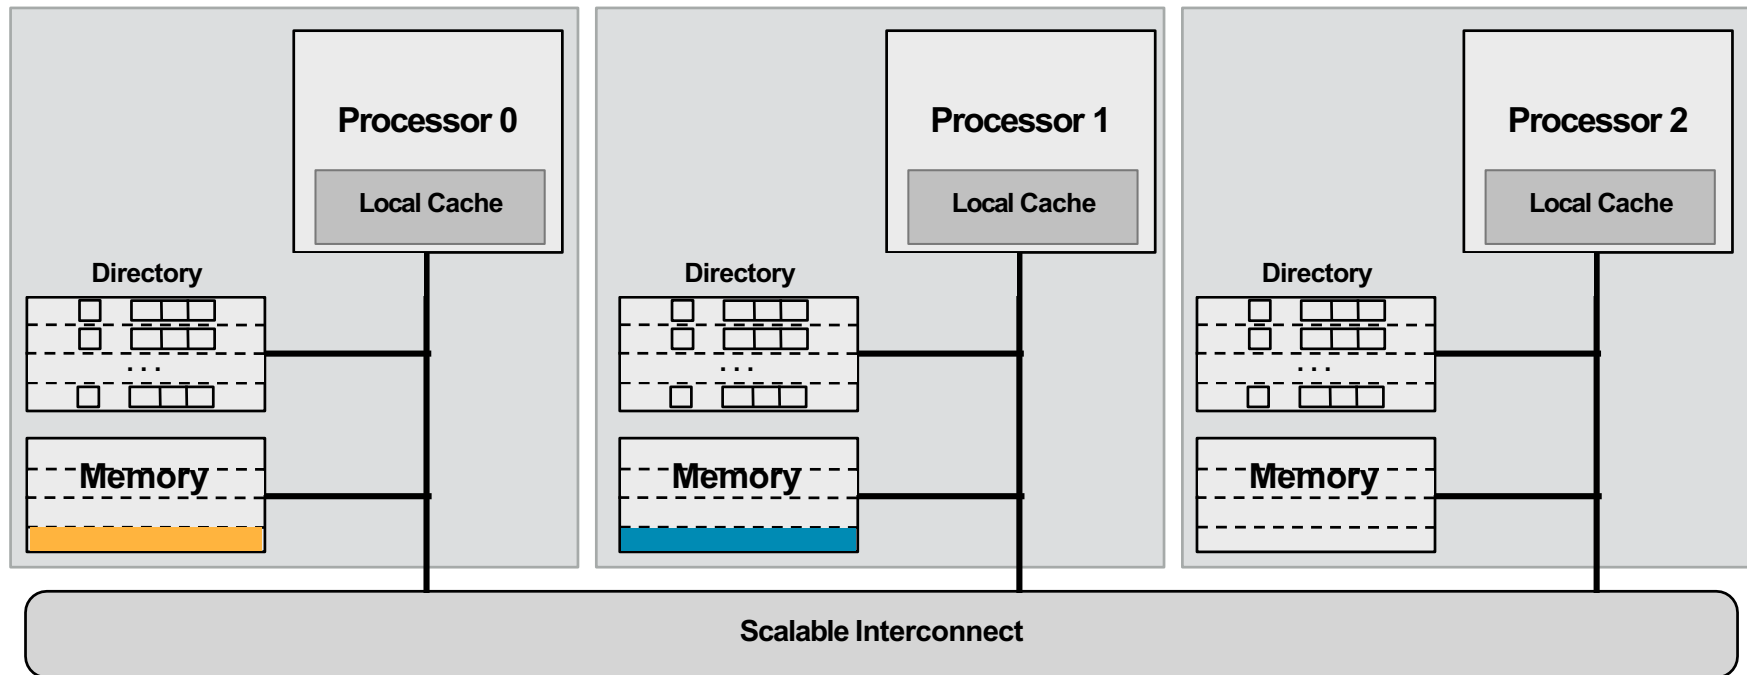 Processor 0
Local Cache
Directory
. . .
Memory
Processor 1
Local Cache
Directory
. . .
Memory
Processor 2
Local Cache
Directory
. . .
Memory
Scalable Interconnect